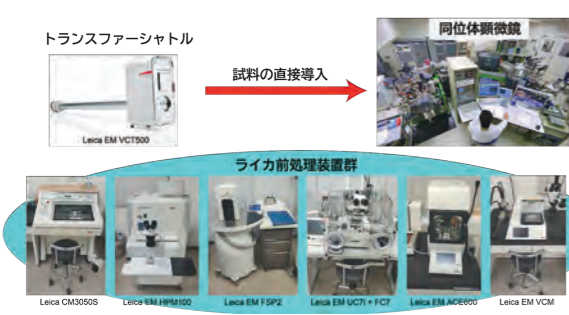 トランスファーシャトル
Leica EM VCT500
試料の直接導入
同位体顕微鏡
ライカ前処理装置群
Leica CM3050S
Leica EM HPM100
Leica EM FSP2
Leica EM UC7i + FC7
Leica EM ACE600
Leica EM VCM